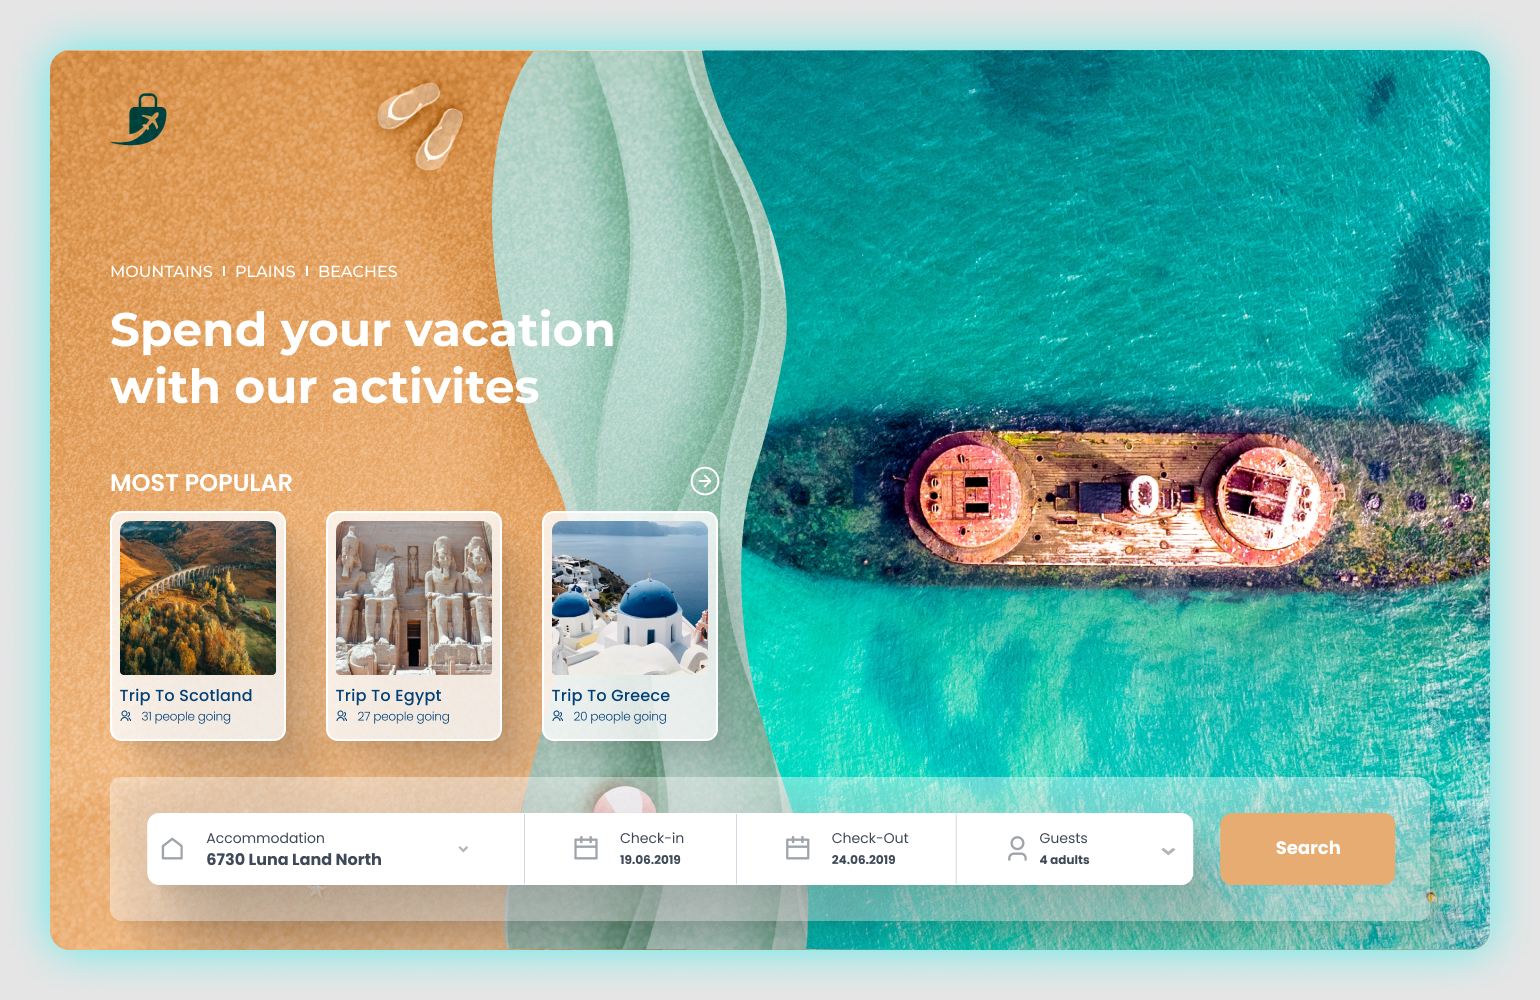 MOUNTAINS I PLAINS I BEACHES
Spend your vacation
with our activites
MOST POPULAR
Trip To Scotland
31 people going
Trip To Egypt
27 people going
Trip To Greece
20 people going
Accommodation
6730 Luna Land North
Check-in
19.06.2019
Check-Out
24.06.2019
Guests
4 adults
Search